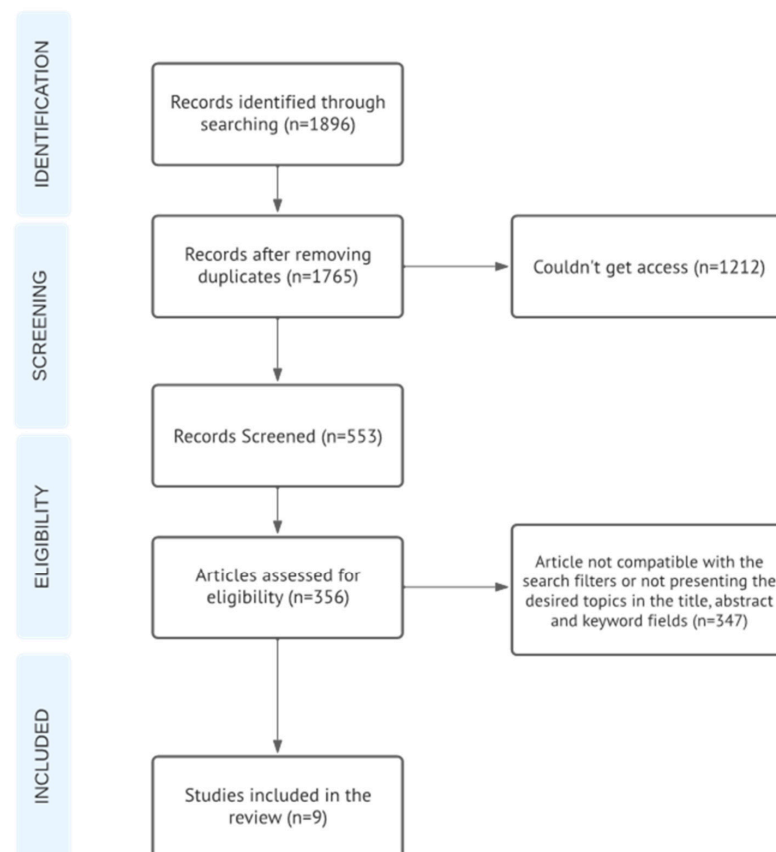 IDENTIFICATION
Records identified through
searching (n=1896)
SCREENING
Records after removing
duplicates (n=1765)
Couldn't get access (n=1212)
Records Screened (n=553)
ELIGIBILITY
Articles assessed for
eligibility (n=356)
Article not compatible with the
search filters or not presenting the
desired topics in the title, abstract
and keyword fields (n=347)
INCLUDED
Studies included in the
review (n=9)